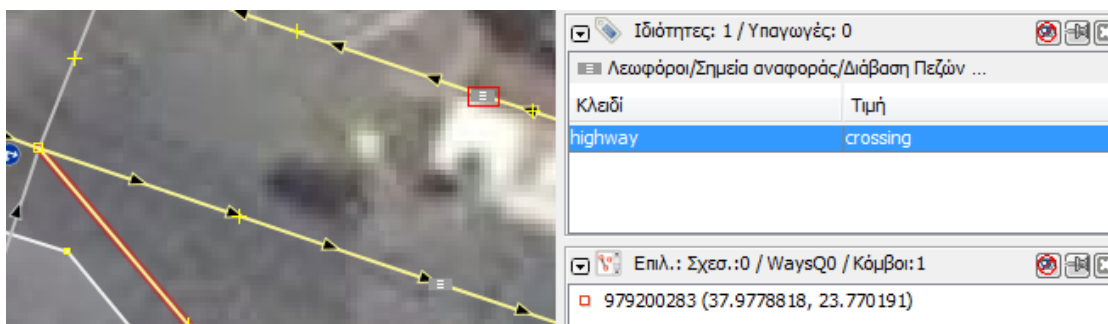 Ιδιότητες: 1 / Υπαγωγές: 0
Λεωφόροι/Σημεία αναφοράς/Διάβαση Πεζών ...
Κλειδί Τιμή
highway crossing
Επιλ.: Σχεσ.:0 / WaysQ0 / Κόμβοι:1
979200283 (37.9778818, 23.770191)